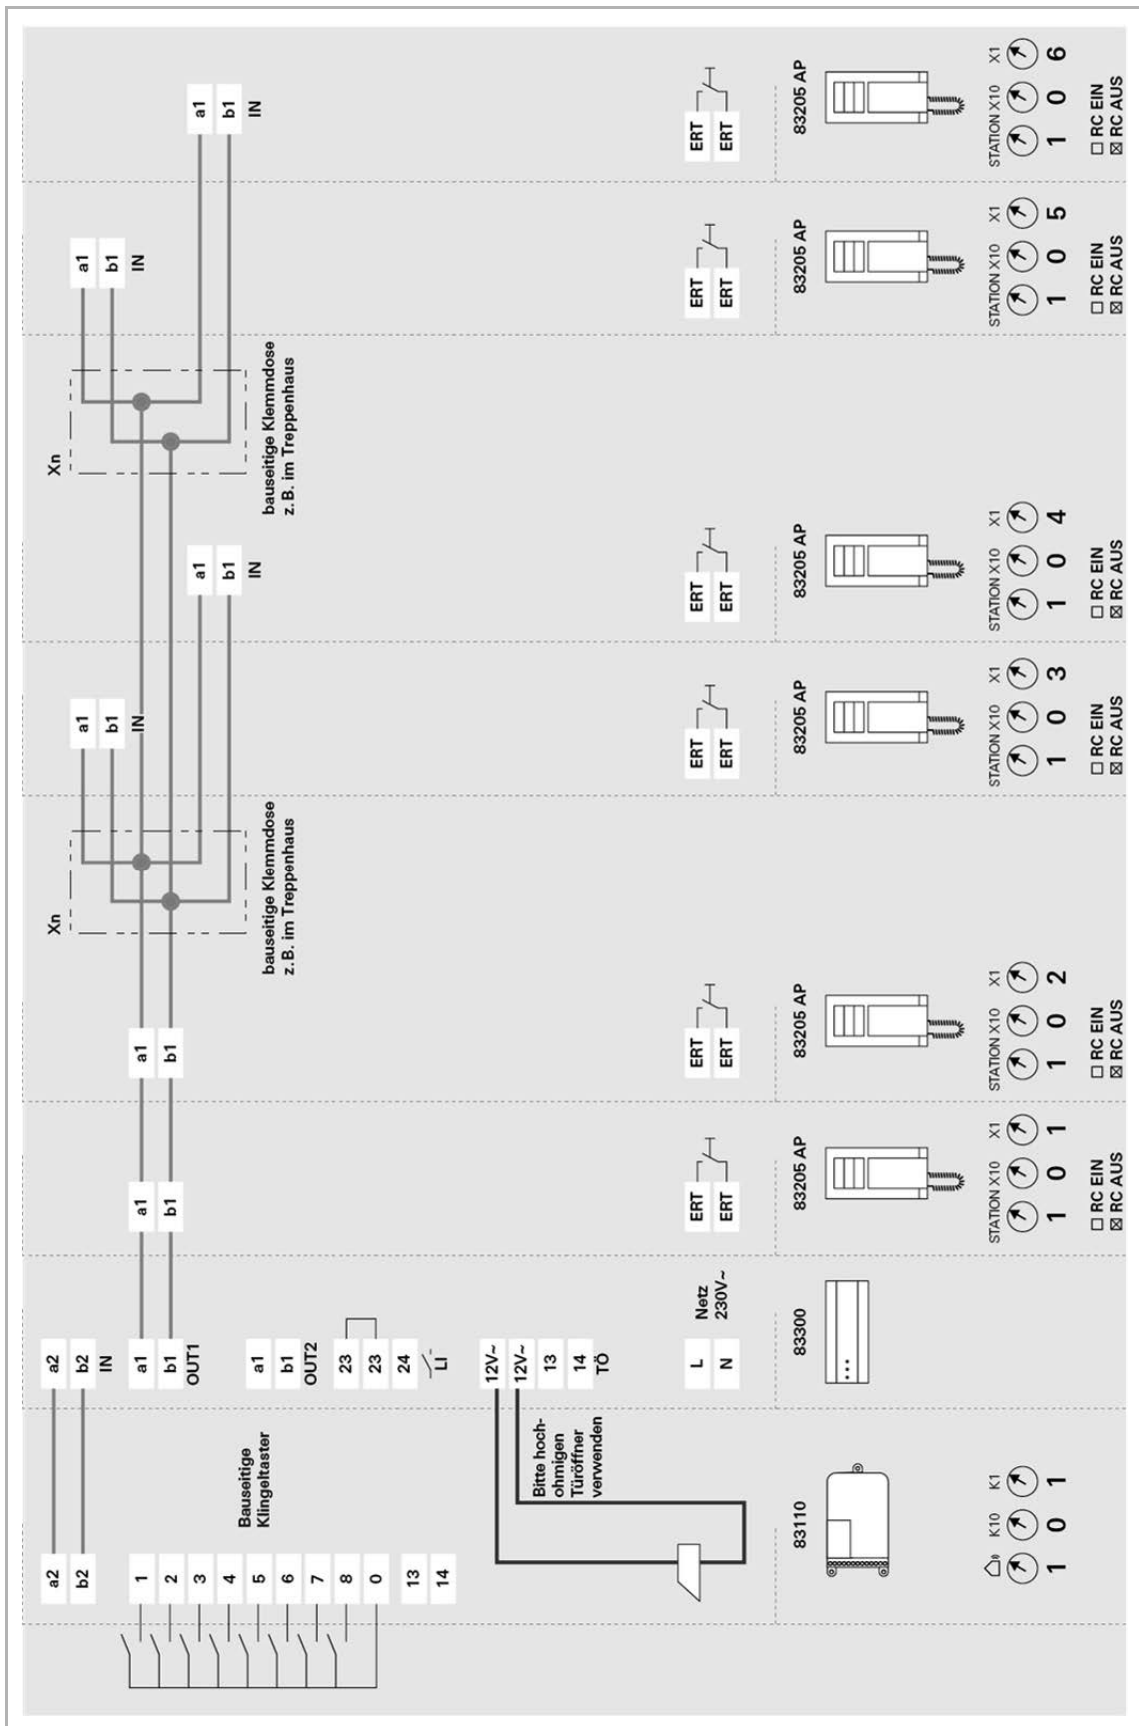 a2
b2
1
2
3
4
5
6
7
8
0
13
14
Bauseitige
Klingeltaster
83110
K10
K1
1 0 1
a2
b2
IN
a1
b1
OUT1
a1
b1
OUT2
23
23
24
LI
12V~
12V~
13
14
TÖ
Bitte hoch-
ohmigen
Türöffner
verwenden
L
N
Netz
230V~
83300
a1
b1
ERT
ERT
83205 AP
STATION X10 X1
1 0 1
RC EIN
RC AUS
a1
b1
ERT
ERT
83205 AP
STATION X10 X1
1 0 2
RC EIN
RC AUS
Xn
bauseitige Klemmdose
z.B. im Treppenhaus
a1
b1
IN
ERT
ERT
83205 AP
STATION X10 X1
1 0 3
RC EIN
RC AUS
a1
b1
IN
ERT
ERT
83205 AP
STATION X10 X1
1 0 4
RC EIN
RC AUS
Xn
bauseitige Klemmdose
z.B. im Treppenhaus
a1
b1
IN
ERT
ERT
83205 AP
STATION X10 X1
1 0 5
RC EIN
RC AUS
a1
b1
IN
ERT
ERT
83205 AP
STATION X10 X1
1 0 6
RC EIN
RC AUS